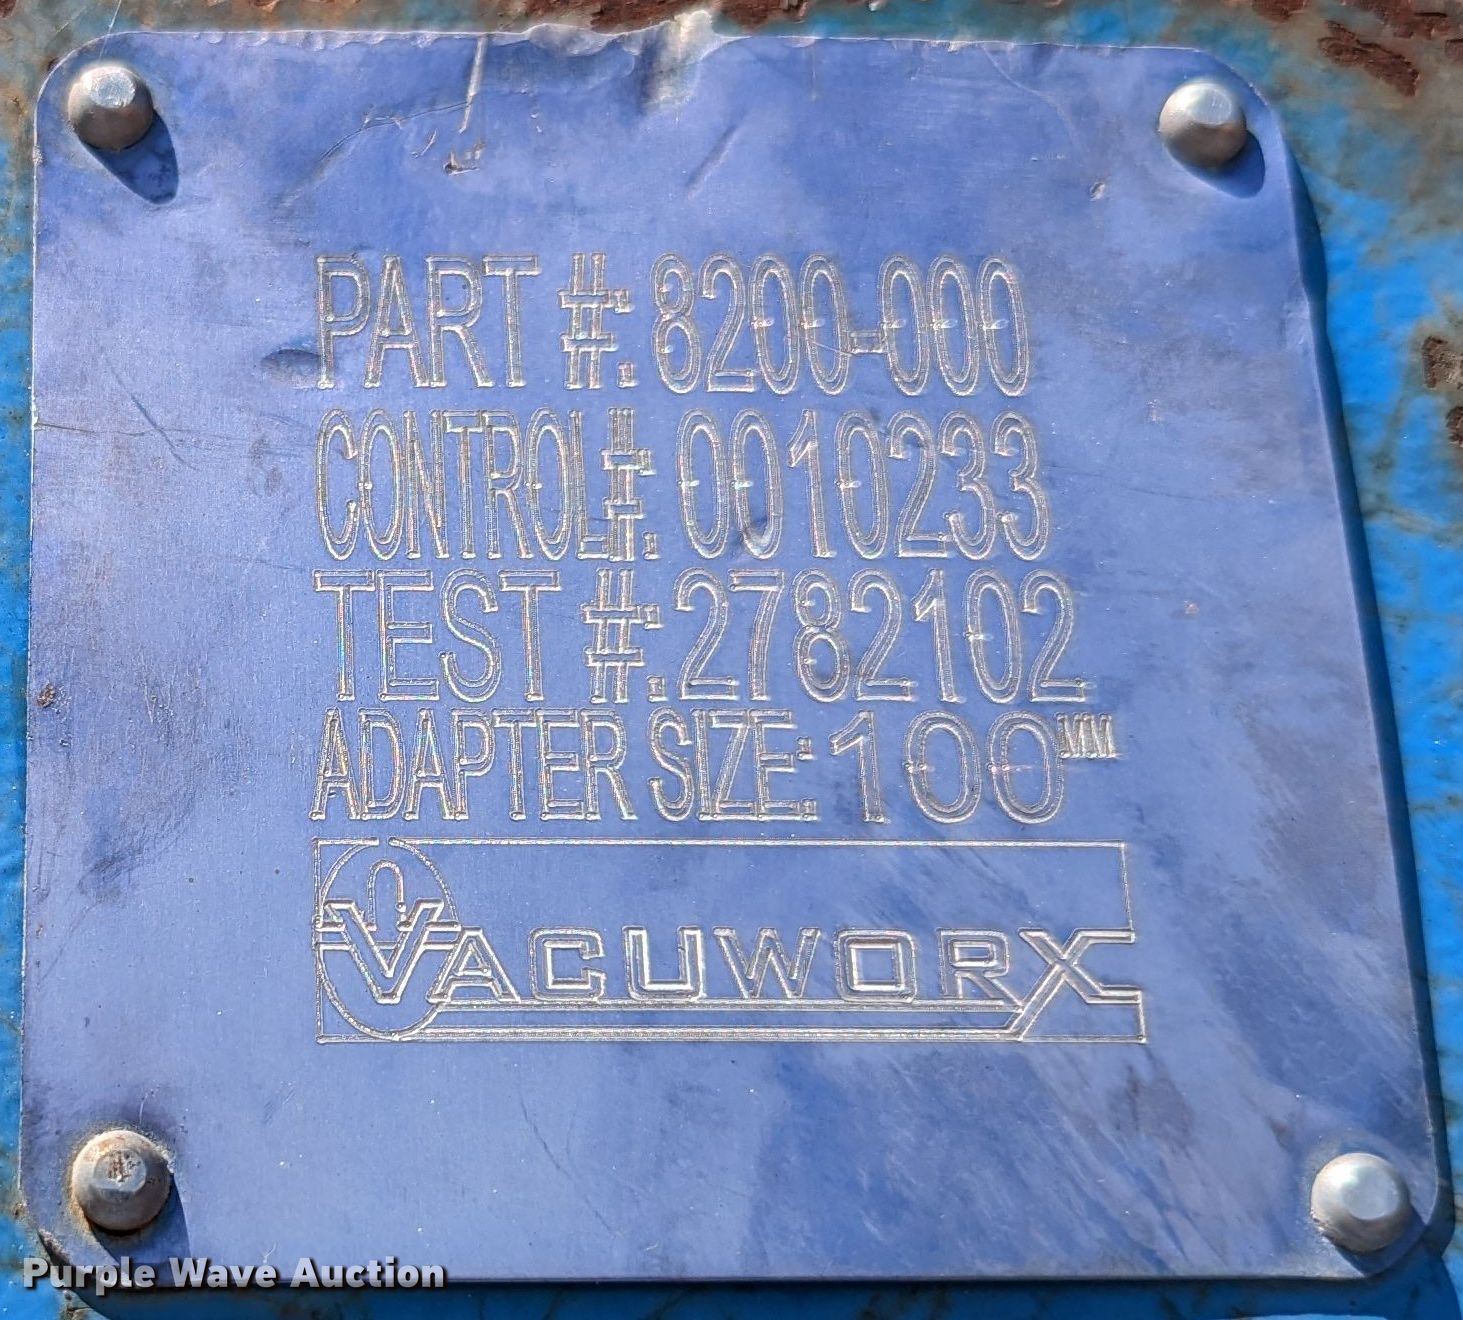 PART #: 8200-000
CONTROL#: 0010233
TEST #: 2782102
ADAPTER SIZE: 100MM
VACUWORX
Purple Wave Auction